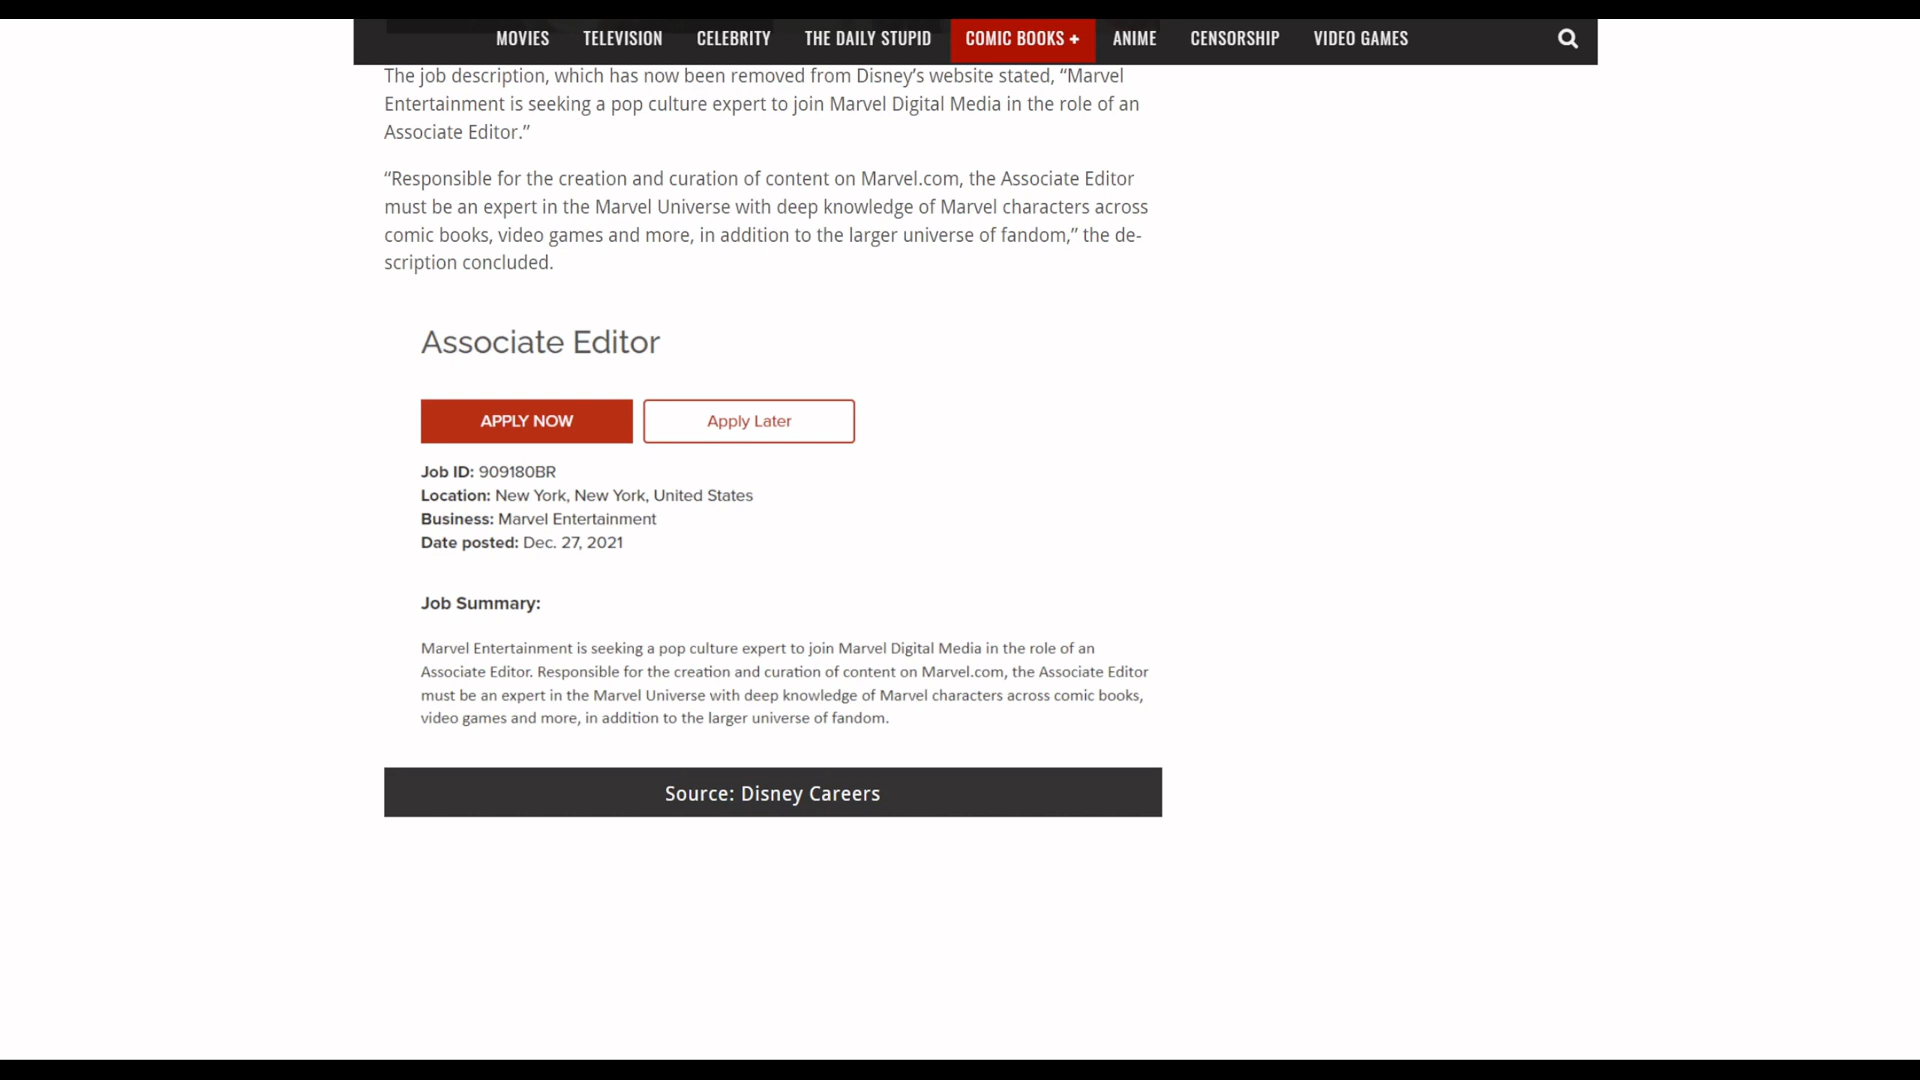 MOVIES TELEVISION CELEBRITY THE DAILY STUPID COMIC BOOKS + ANIME CENSORSHIP VIDEO GAMES
The job description, which has now been removed from Disney’s website stated, “Marvel
Entertainment is seeking a pop culture expert to join Marvel Digital Media in the role of an
Associate Editor.”
“Responsible for the creation and curation of content on Marvel.com, the Associate Editor
must be an expert in the Marvel Universe with deep knowledge of Marvel characters across
comic books, video games and more, in addition to the larger universe of fandom,” the de-
scription concluded.
Associate Editor
APPLY NOW Apply Later
Job ID: 909180BR
Location: New York, New York, United States
Business: Marvel Entertainment
Date posted: Dec. 27, 2021
Job Summary:
Marvel Entertainment is seeking a pop culture expert to join Marvel Digital Media in the role of an
Associate Editor. Responsible for the creation and curation of content on Marvel.com, the Associate Editor
must be an expert in the Marvel Universe with deep knowledge of Marvel characters across comic books,
video games and more, in addition to the larger universe of fandom.
Source: Disney Careers